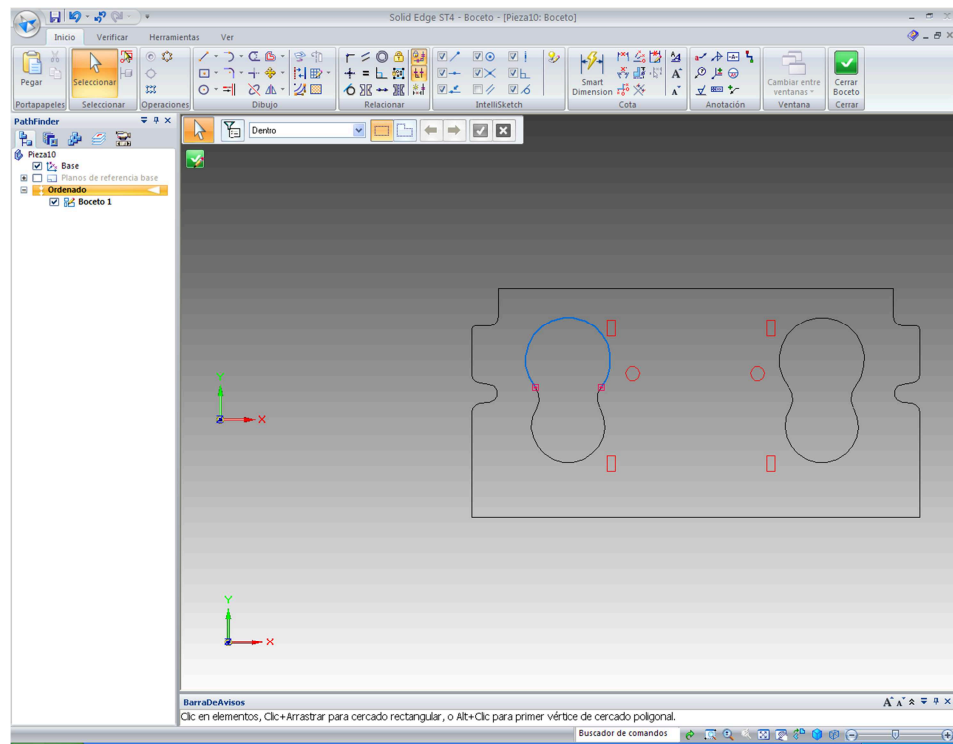 Solid Edge ST4 - Boceto - [Pieza10: Boceto]
Inicio Verificar Herramientas Ver
Pegar Seleccionar Smart Dimension Cambiar entre ventanas Cerrar Boceto
Portapapeles Seleccionar Operaciones Dibujo Relacionar IntelliSketch Cota Anotación Ventana Cerrar
PathFinder
Dentro
Pieza10
Base
Planos de referencia base
Ordenado
Boceto 1
Y
X
Y
X
BarraDeAvisos
Clic en elementos, Clic+Arrastrar para cercado rectangular, o Alt+Clic para primer vértice de cercado poligonal.
Buscador de comandos